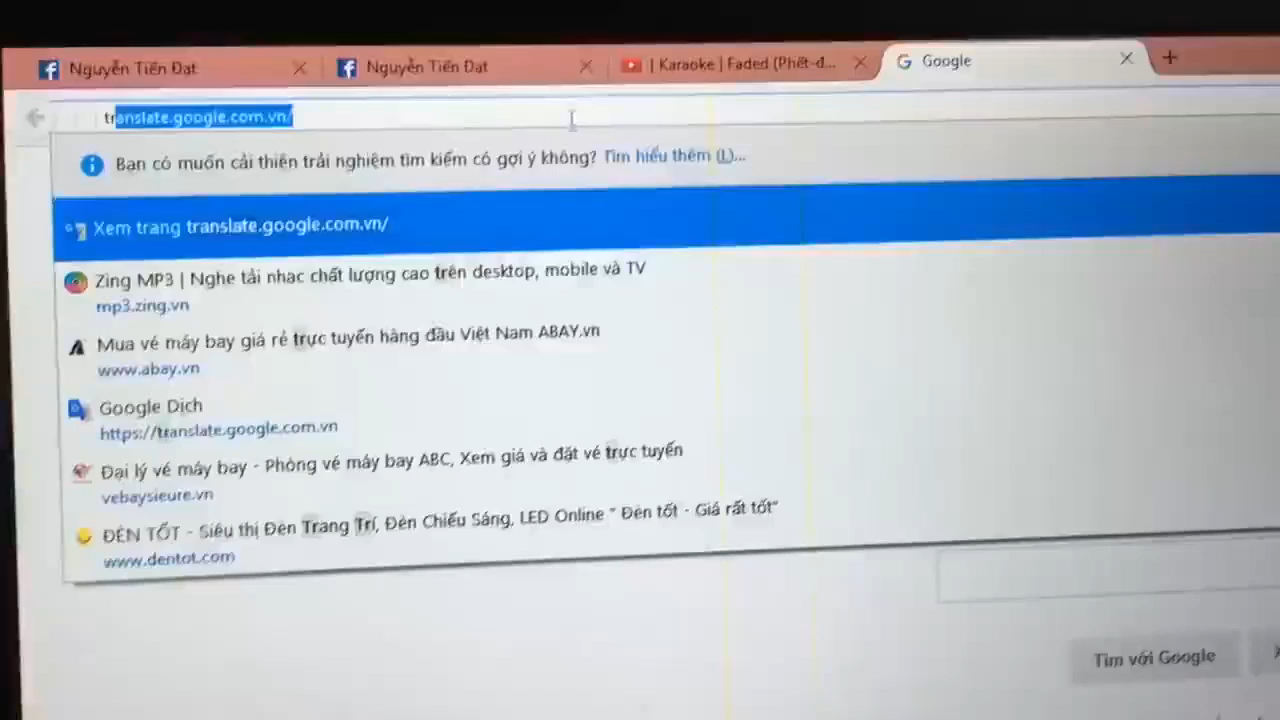 Nguyễn Tiến Đạt
Nguyễn Tiến Đạt
| Karaoke | Faded (Phết-đ...
Google
translate.google.com.vn/
Bạn có muốn cải thiện trải nghiệm tìm kiếm có gợi ý không? Tìm hiểu thêm (L)...
Xem trang translate.google.com.vn/
Zing MP3 | Nghe tải nhạc chất lượng cao trên desktop, mobile và TV
mp3.zing.vn
Mua vé máy bay giá rẻ trực tuyến hàng đầu Việt Nam ABAY.vn
www.abay.vn
Google Dịch
https://translate.google.com.vn
Đại lý vé máy bay - Phòng vé máy bay ABC, Xem giá và đặt vé trực tuyến
vebaysieure.vn
ĐÈN TỐT - Siêu thị Đèn Trang Trí, Đèn Chiếu Sáng, LED Online " Đèn tốt - Giá rất tốt"
www.dentot.com
Tìm với Google